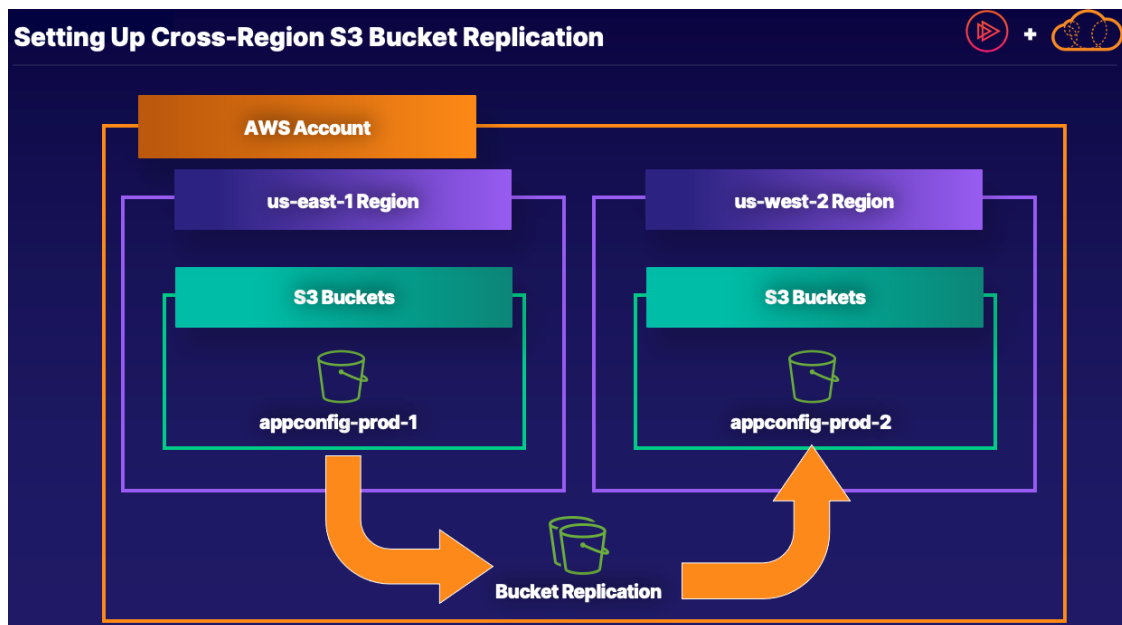 Setting Up Cross-Region S3 Bucket Replication
+
AWS Account
us-east-1 Region
us-west-2 Region
S3 Buckets
S3 Buckets
appconfig-prod-1
appconfig-prod-2
Bucket Replication